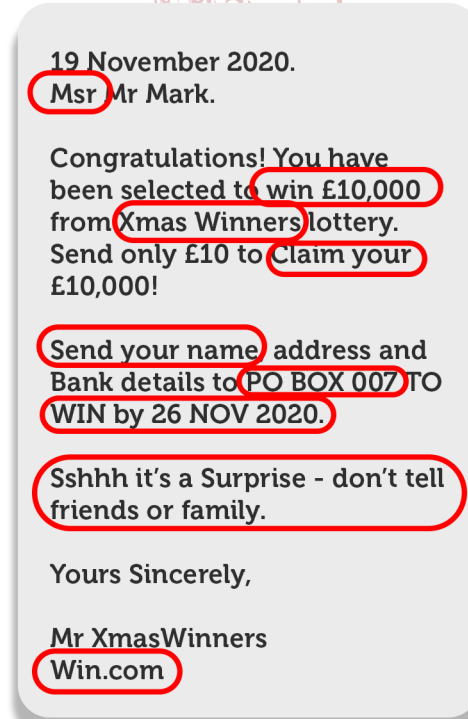 19 November 2020.
Msr Mr Mark.
Congratulations! You have
been selected to win £10,000
from Xmas Winners lottery.
Send only £10 to Claim your
£10,000!
Send your name, address and
Bank details to PO BOX 007 TO
WIN by 26 NOV 2020.
Sshhh it's a Surprise - don't tell
friends or family.
Yours Sincerely,
Mr XmasWinners
Win.com